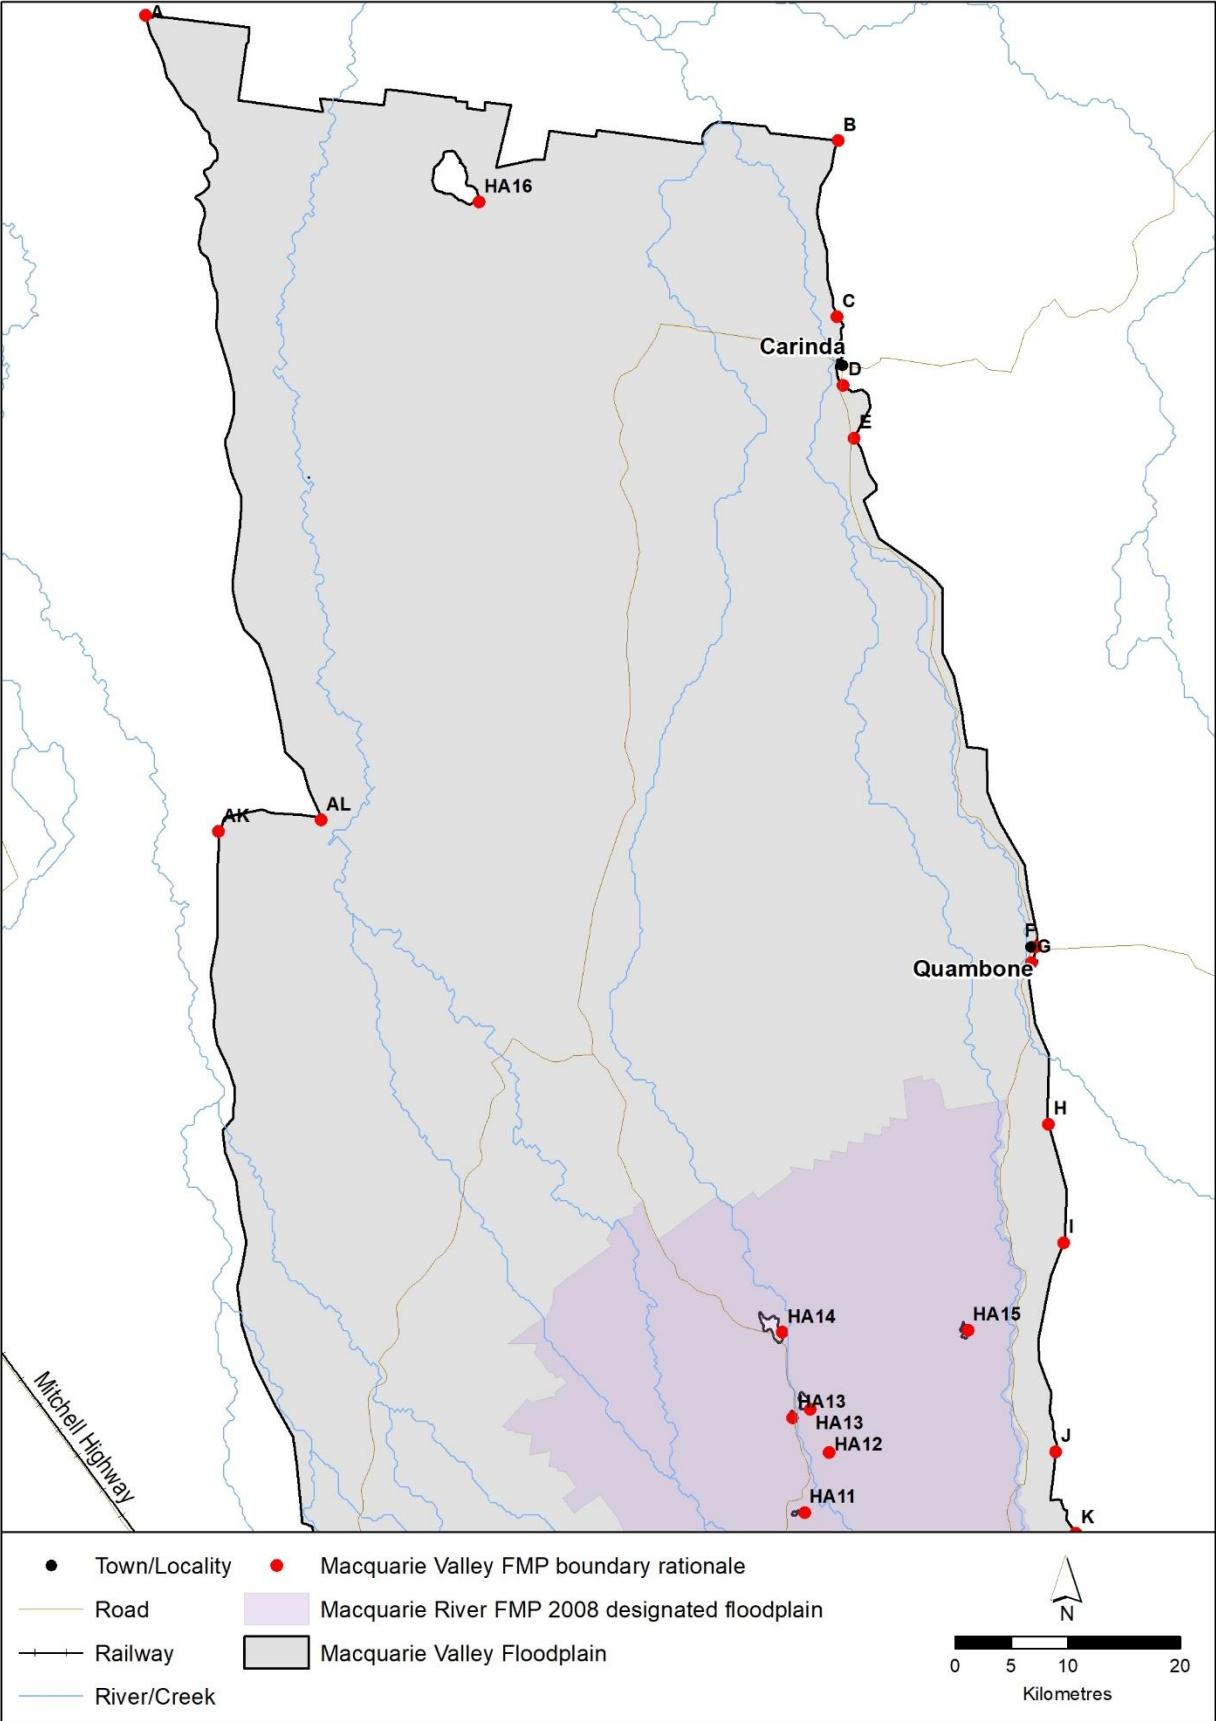 A
B
HA16
C
Carinda
D
E
AL
AK
F
G
Quambone
H
I
HA14
HA15
HA13
HA13
HA12
J
HA11
K
Mitchell Highway
Town/Locality
Macquarie Valley FMP boundary rationale
Road
Macquarie River FMP 2008 designated floodplain
Railway
Macquarie Valley Floodplain
River/Creek
N
0 5 10 20
Kilometres